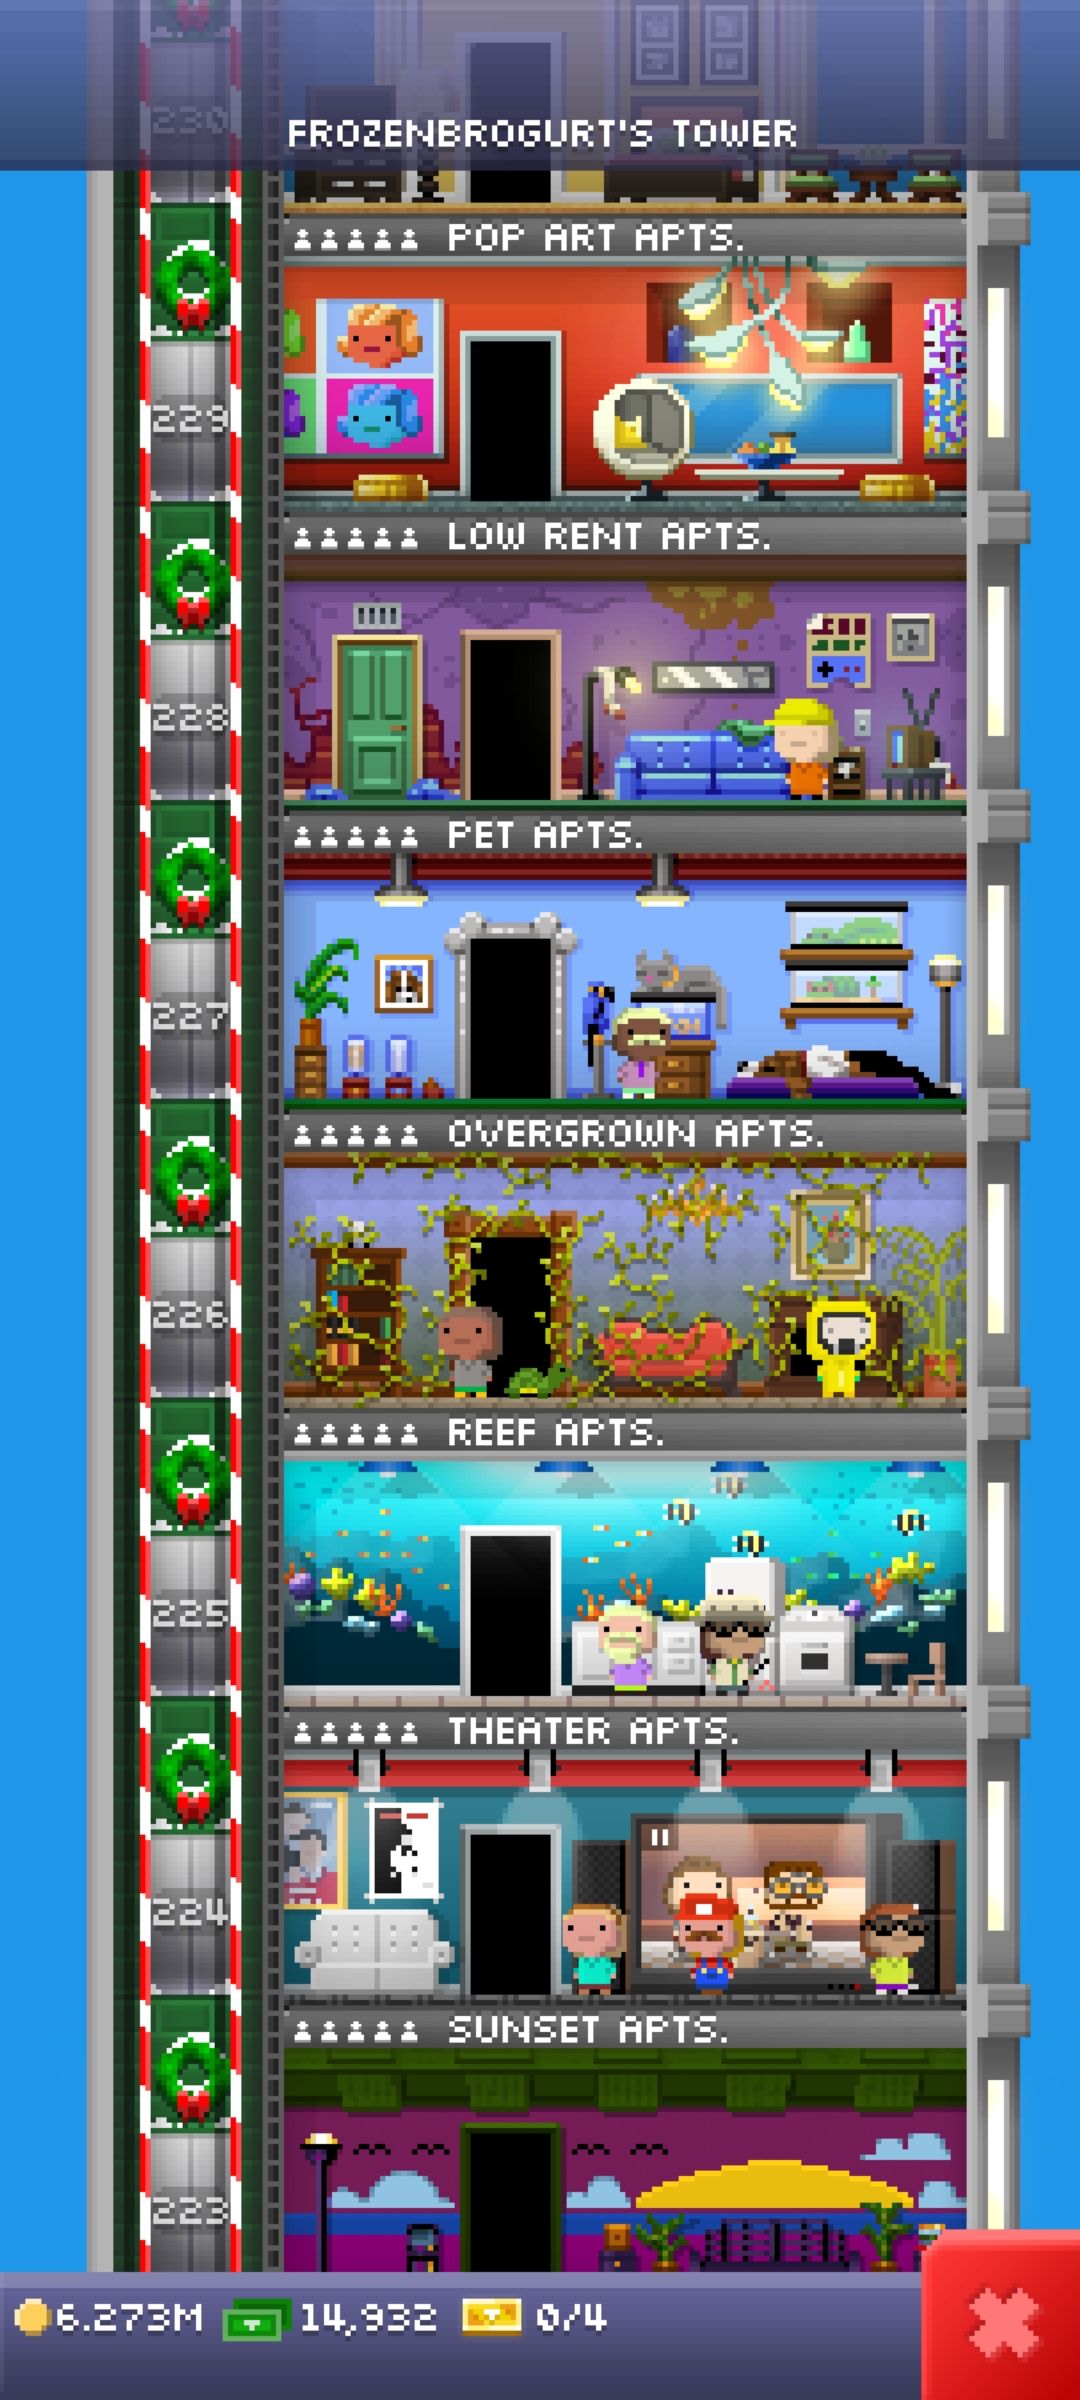 230
FROZENBROGURT'S TOWER
POP ART APTS.
229
LOW RENT APTS.
228
PET APTS.
227
OVERGROWN APTS.
226
REEF APTS.
225
THEATER APTS.
224
SUNSET APTS.
223
6.273M 14,932 0/4